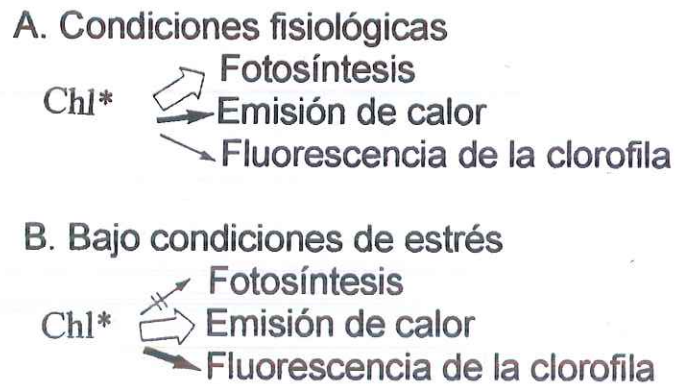 A. Condiciones fisiológicas
Fotosíntesis
Chl*
Emisión de calor
Fluorescencia de la clorofila
B. Bajo condiciones de estrés
Fotosíntesis
Chl*
Emisión de calor
Fluorescencia de la clorofila